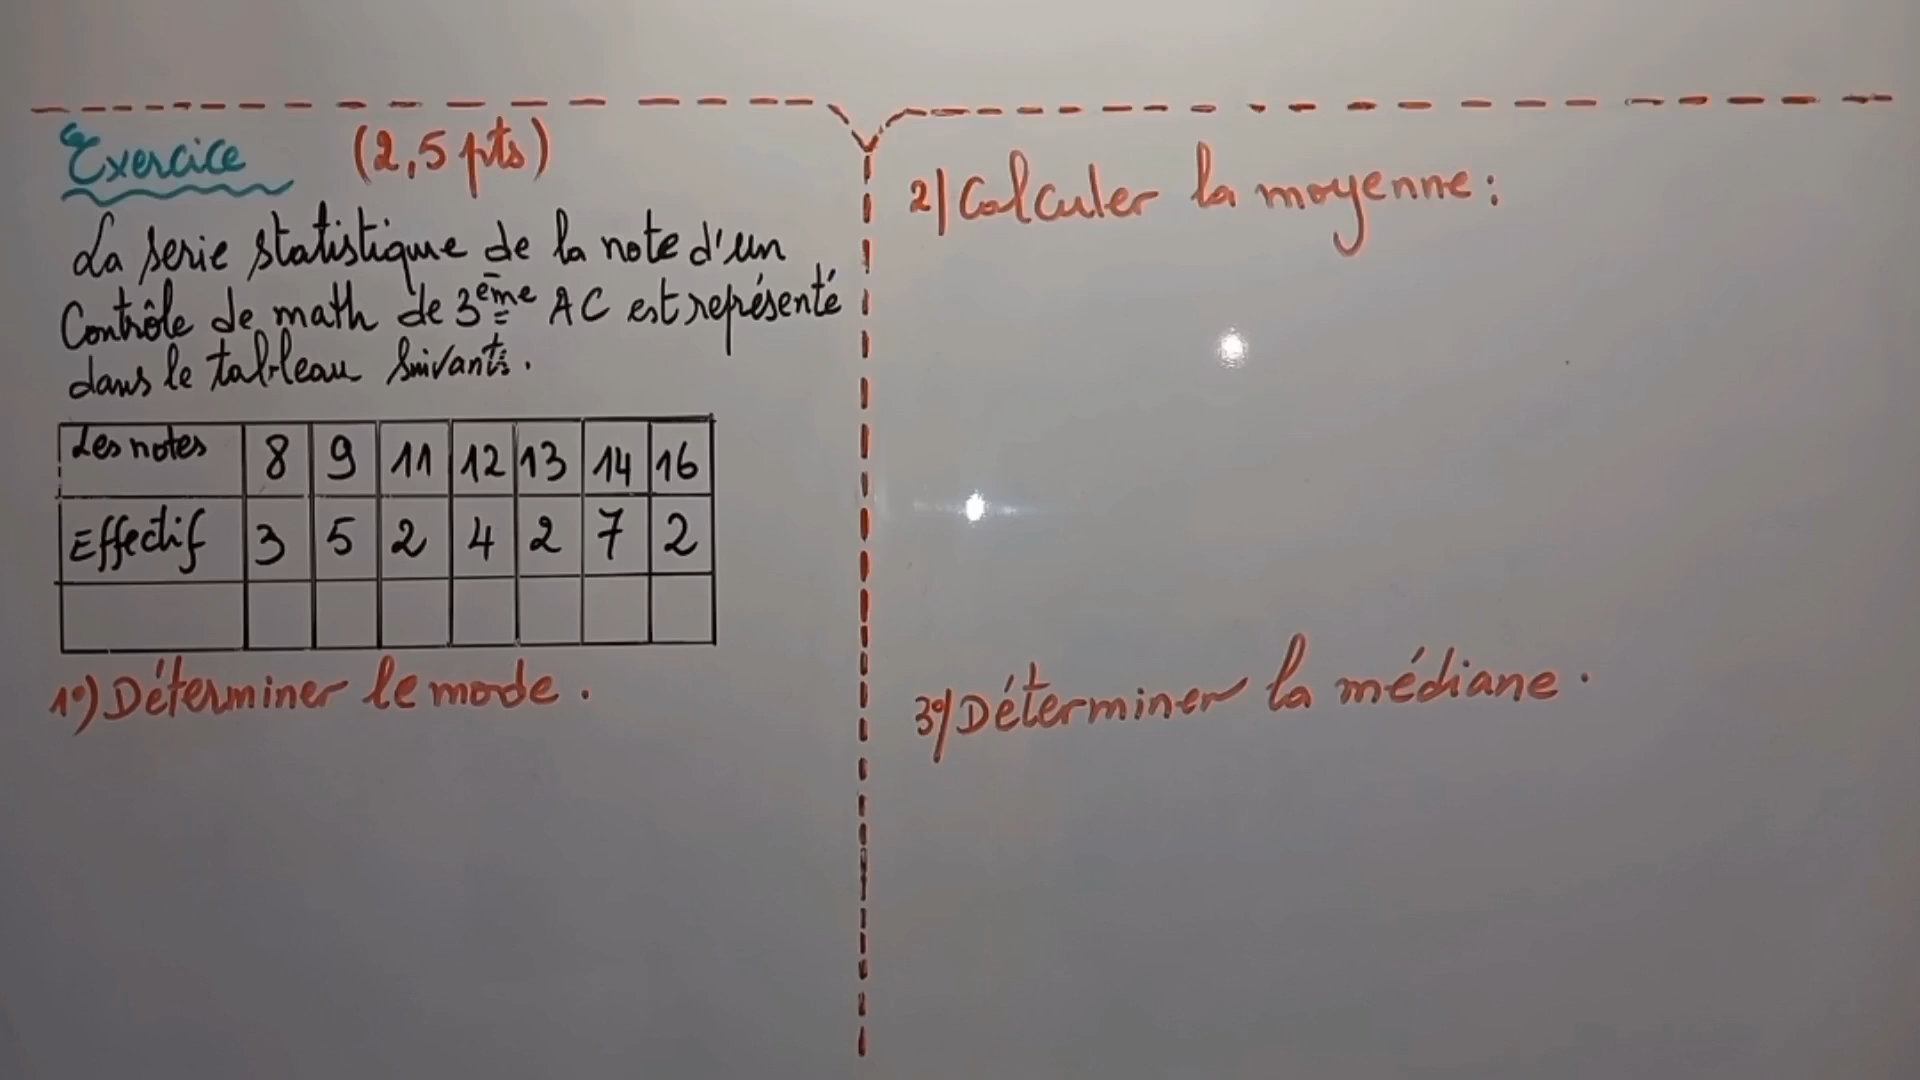 Exercice (2,5 pts)
La serie statistique de la note d'un
Contrôle de math de 3ème AC est représenté
dans le tableau suivants.
Les notes 8 9 11 12 13 14 16
Effectif 3 5 2 4 2 7 2
1°) Déterminer le mode.
2) Calculer la moyenne:
3°) Déterminer la médiane.